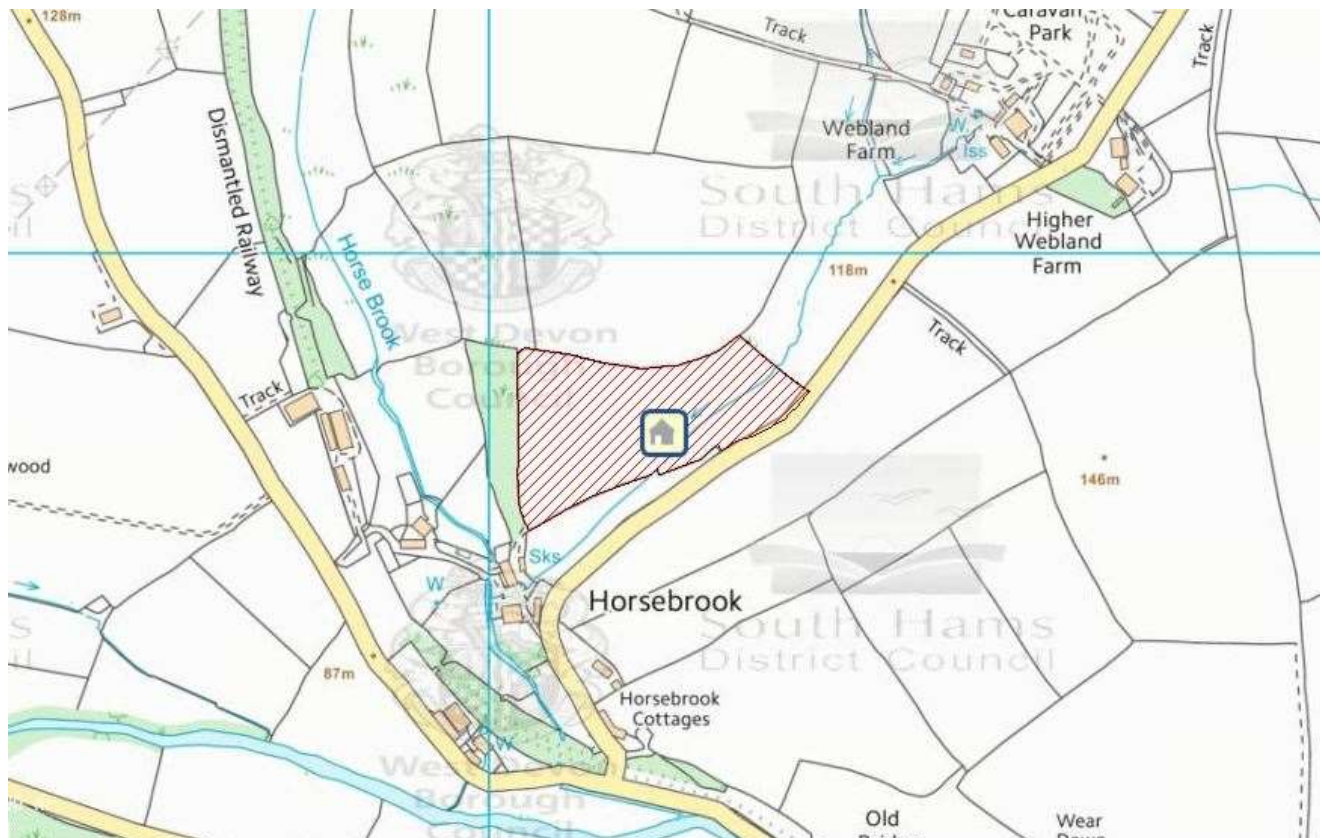 128m
Track
Caravan
Park
Track
Dismantled Railway
Webland
Farm
W
Iss
South Hams
District Council
Horse Brook
Higher
Webland
Farm
118m
West Devon
Borough
Council
Track
Track
wood
146m
Sks
W
Horsebrook
South Hams
District Council
87m
Horsebrook
Cottages
W
West Devon
Borough
Council
Old
Wear